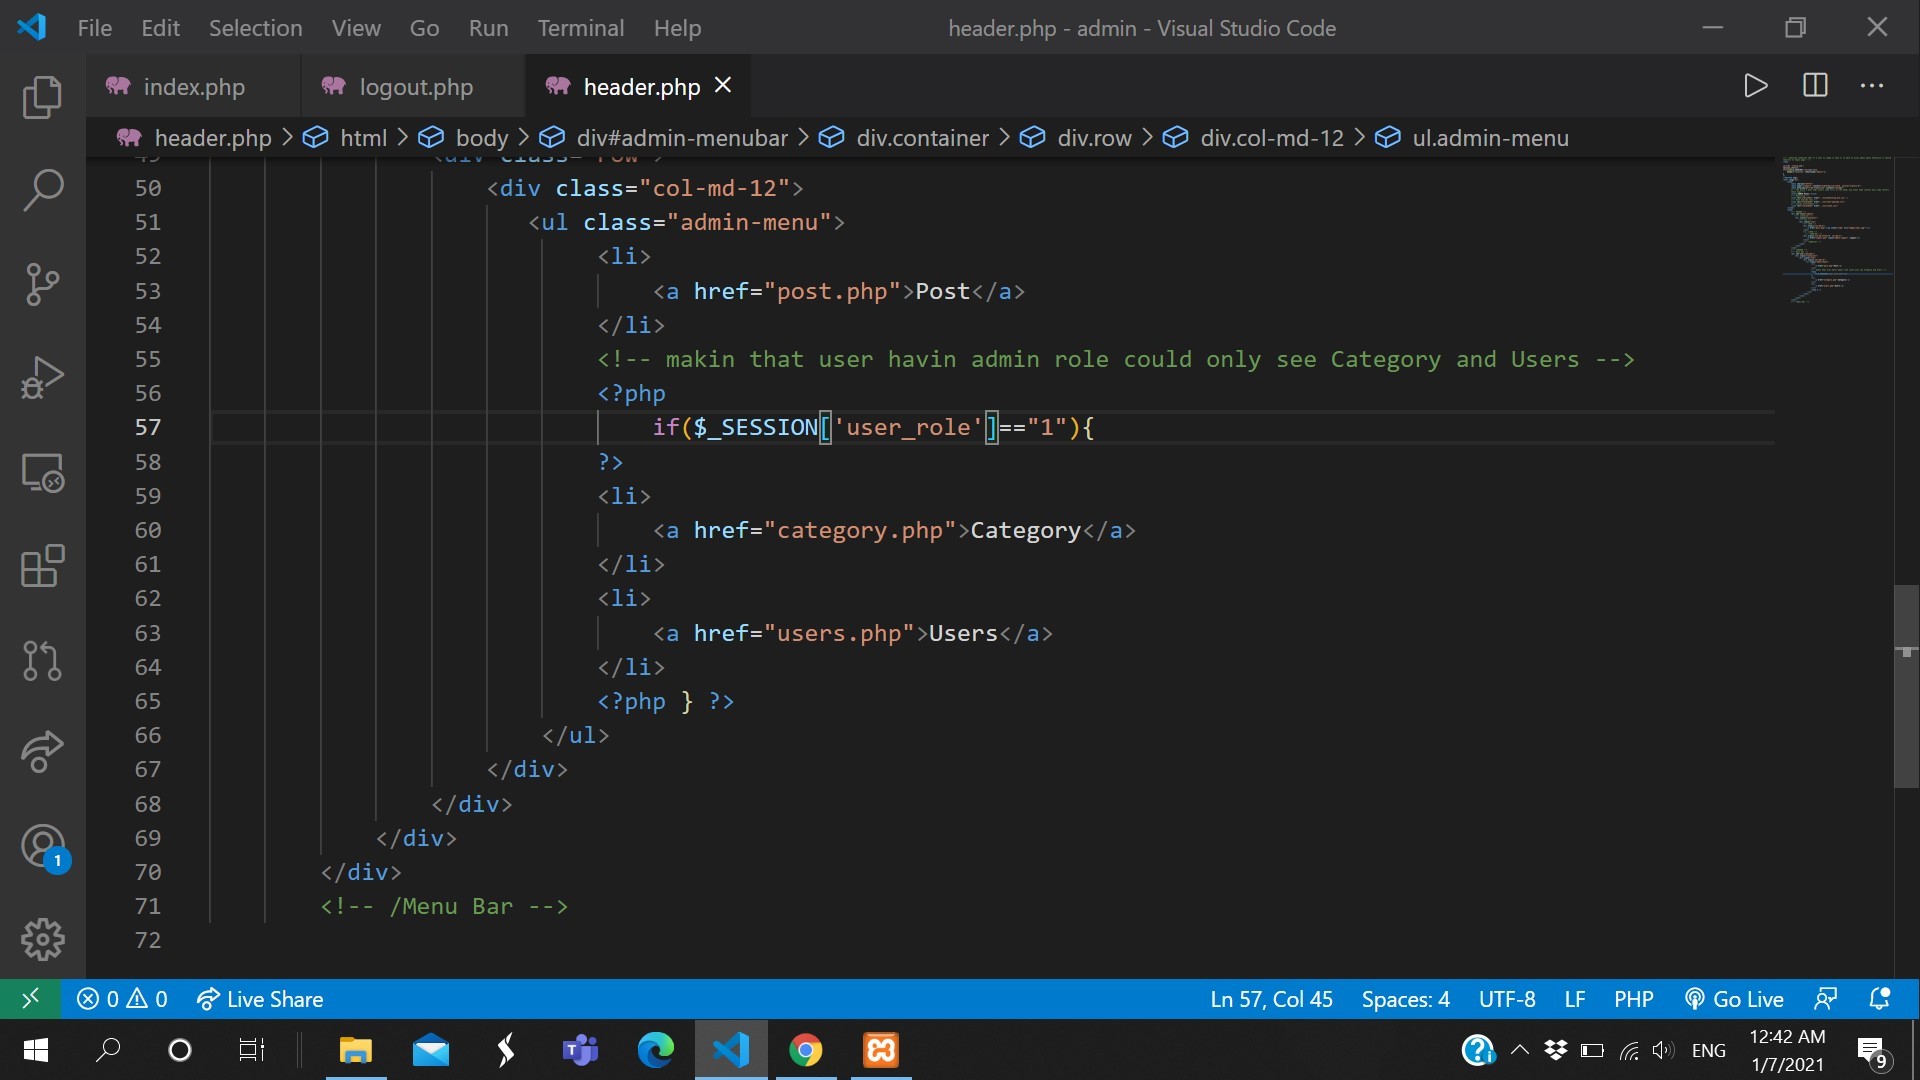 File Edit Selection View Go Run Terminal Help header.php - admin - Visual Studio Code
index.php logout.php header.php
header.php > html > body > div#admin-menubar > div.container > div.row > div.col-md-12 > ul.admin-menu
49 <div class="row">
50 <div class="col-md-12">
51 <ul class="admin-menu">
52 <li>
53 <a href="post.php">Post</a>
54 </li>
55 <!-- makin that user havin admin role could only see Category and Users -->
56 <?php
57 if($_SESSION['user_role']=="1"){
58 ?>
59 <li>
60 <a href="category.php">Category</a>
61 </li>
62 <li>
63 <a href="users.php">Users</a>
64 </li>
65 <?php } ?>
66 </ul>
67 </div>
68 </div>
69 </div>
70 </div>
71 <!-- /Menu Bar -->
72
1
0 0 Live Share Ln 57, Col 45 Spaces: 4 UTF-8 LF PHP Go Live
ENG 12:42 AM
1/7/2021
9